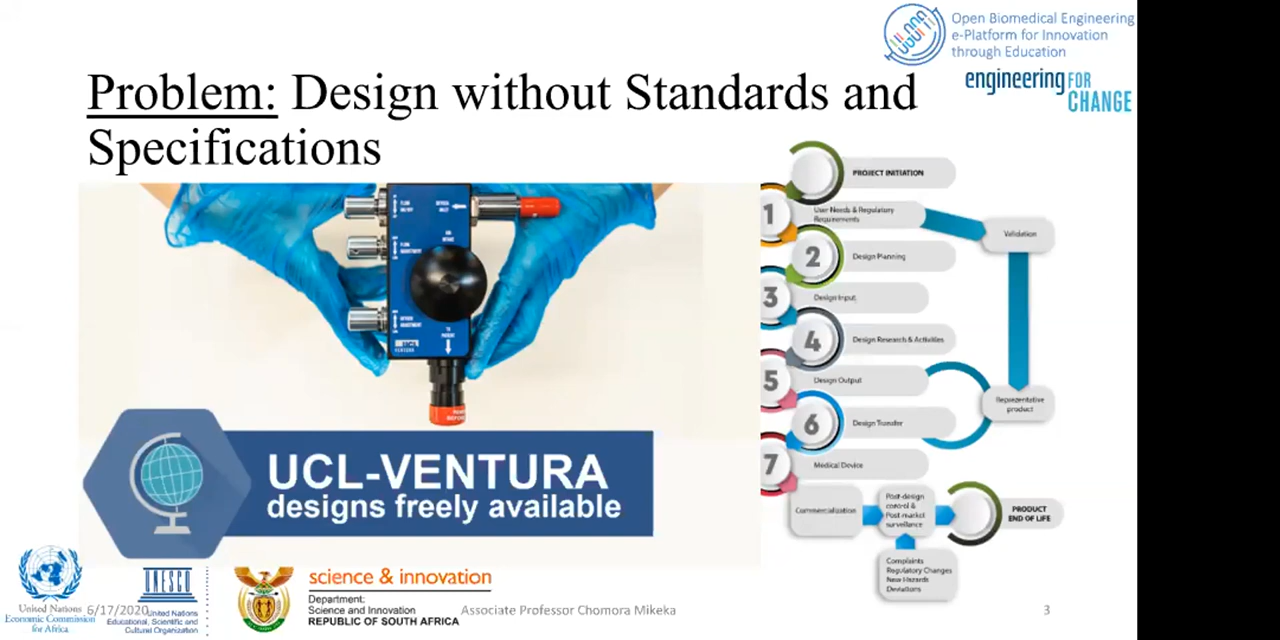 Open Biomedical Engineering
e-Platform for Innovation
through Education
engineering FOR
CHANGE
Problem: Design without Standards and
Specifications
UCL
VENTURA
UCL-VENTURA
designs freely available
PROJECT INITIATION
1
User Needs & Regulatory
Requirements
Validation
2
Design Planning
3
Design Input
4
Design Research & Activities
5
Design Output
Representative
product
6
Design Transfer
7
Medical Device
Commercialization
Post-design
control &
Post-market
surveillance
PRODUCT
END OF LIFE
Complaints
Regulatory Changes
New Hazards
Deviations
United Nations
Economic Commission
for Africa
6/17/2020
UNESCO
United Nations
Educational, Scientific and
Cultural Organization
science & innovation
Department:
Science and Innovation
REPUBLIC OF SOUTH AFRICA
Associate Professor Chomora Mikeka
3